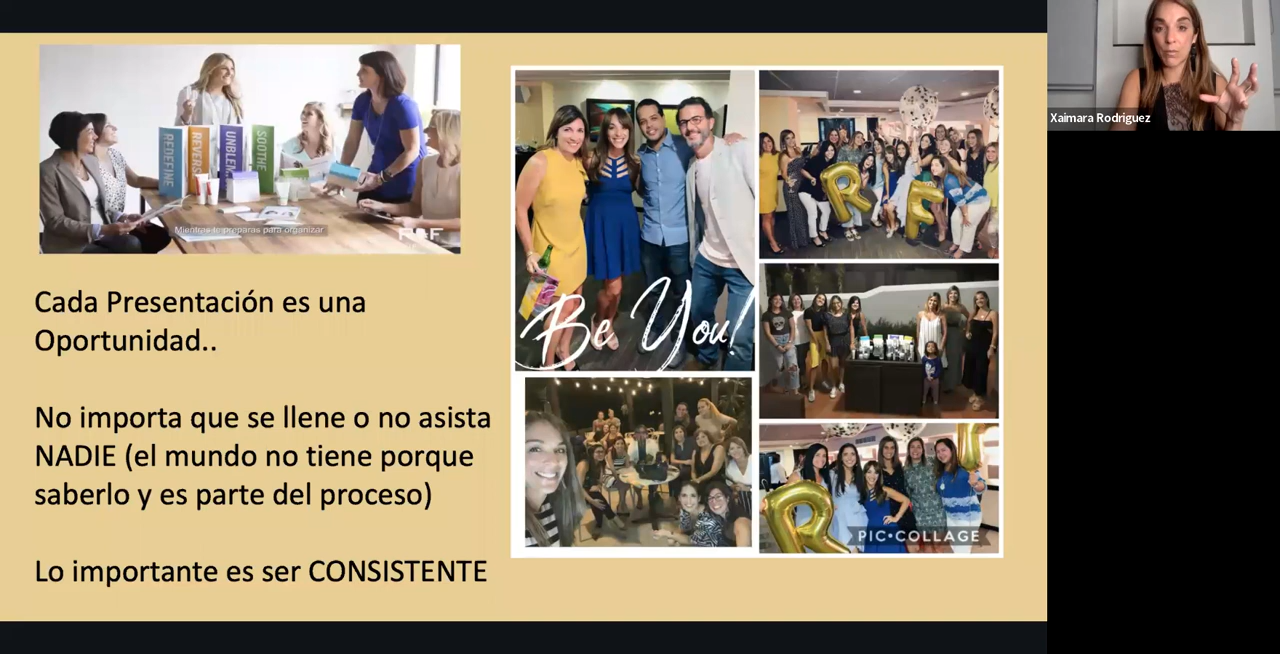 REDEFINE
REVERSE
UNBLEM
SOOTHE
Mientras te preparas para organizar
R+F
Cada Presentación es una
Oportunidad..
No importa que se llene o no asista
NADIE (el mundo no tiene porque
saberlo y es parte del proceso)
Lo importante es ser CONSISTENTE
Be You!
R F
R F
PIC•COLLAGE
Xaimara Rodriguez